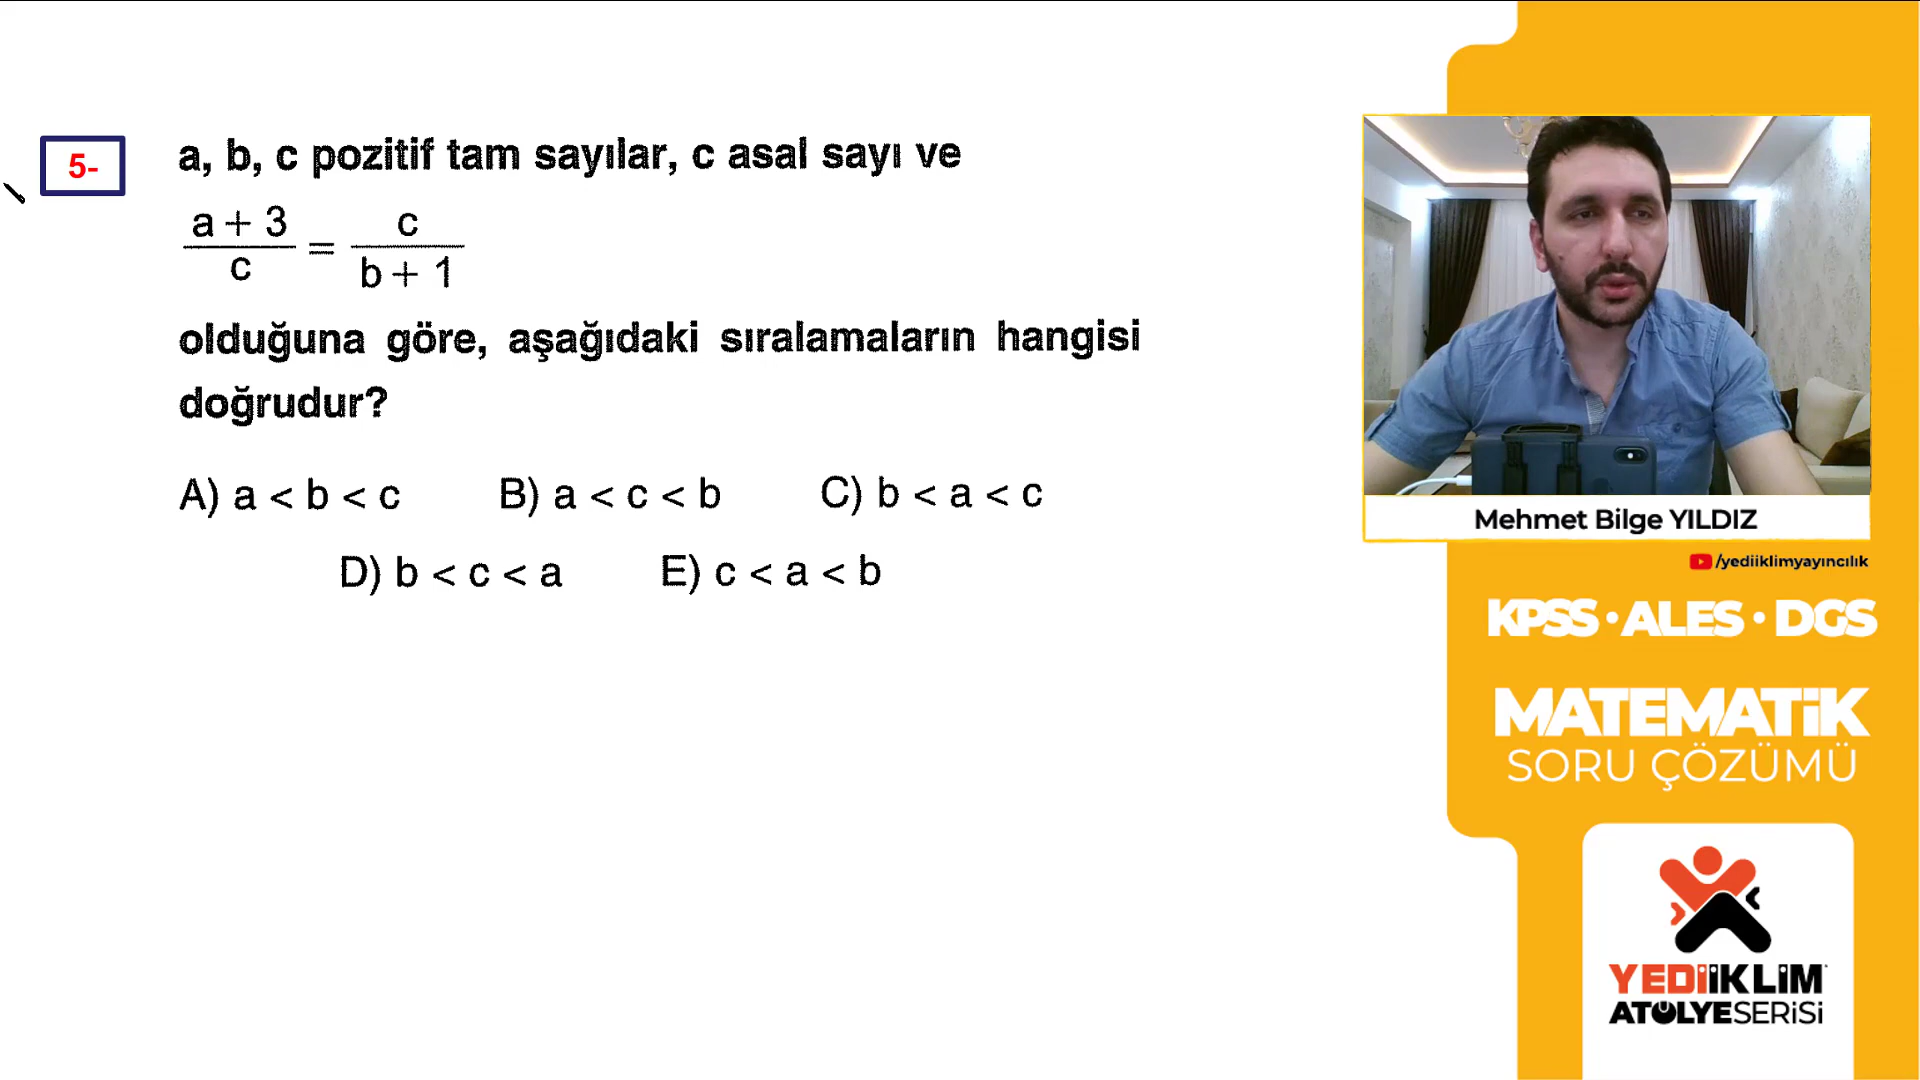 5-
a, b, c pozitif tam sayılar, c asal sayı ve
a + 3 / c = c / b + 1
olduğuna göre, aşağıdaki sıralamaların hangisi
doğrudur?
A) a < b < c B) a < c < b C) b < a < c
D) b < c < a E) c < a < b
Mehmet Bilge YILDIZ
/yediiklimyayıncılık
KPSS • ALES • DGS
MATEMATİK
SORU ÇÖZÜMÜ
YEDİİKLİM
ATÖLYESERİSİ